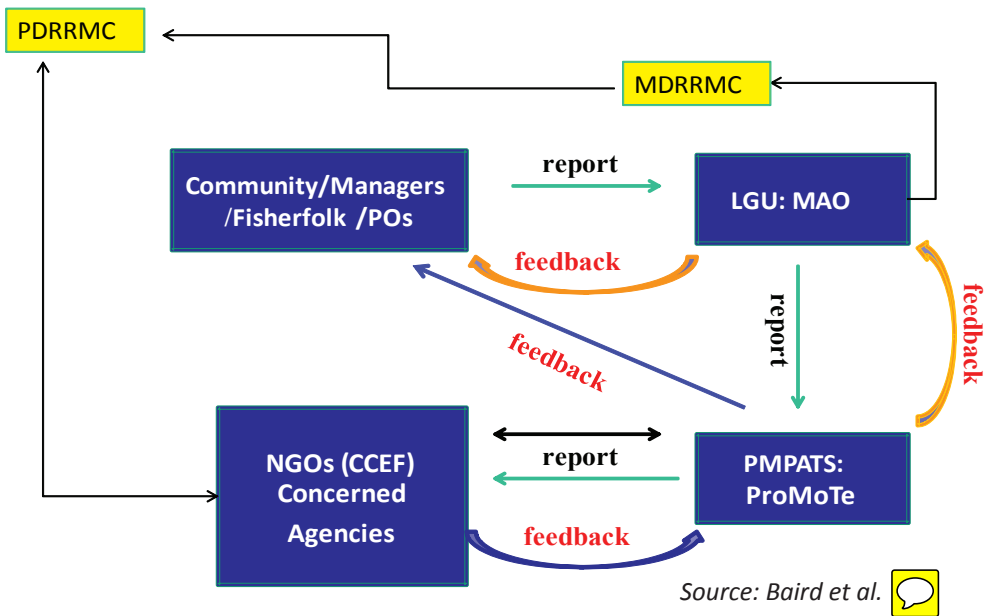 PDRRMC
MDRRMC
Community/Managers
/Fisherfolk /POs
report
LGU: MAO
feedback
report
feedback
feedback
NGOs (CCEF)
Concerned
Agencies
report
PMPATS:
ProMoTe
feedback
Source: Baird et al.